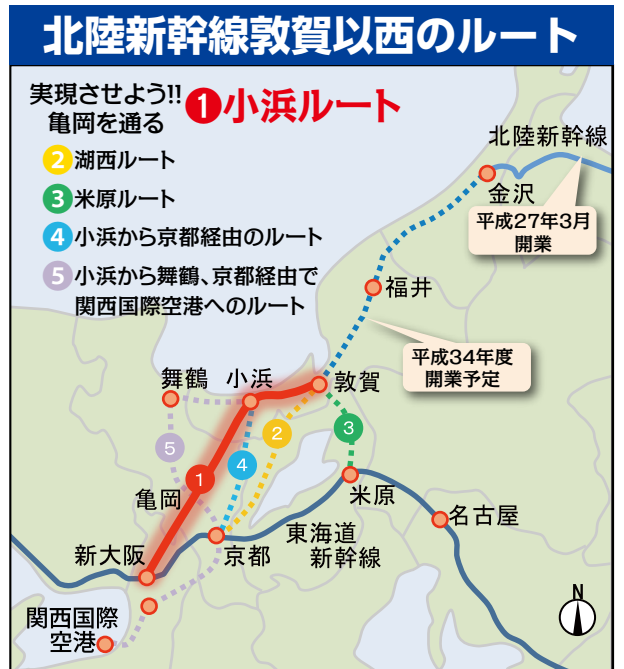 北陸新幹線敦賀以西のルート
実現させよう!!
亀岡を通る
1小浜ルート
2 湖西ルート
3 米原ルート
4 小浜から京都経由のルート
5 小浜から舞鶴、京都経由で
関西国際空港へのルート
北陸新幹線
金沢
平成27年3月
開業
福井
平成34年度
開業予定
舞鶴
小浜
敦賀
2
3
5
4
1
亀岡
米原
名古屋
新大阪
京都
東海道
新幹線
関西国際
空港
N